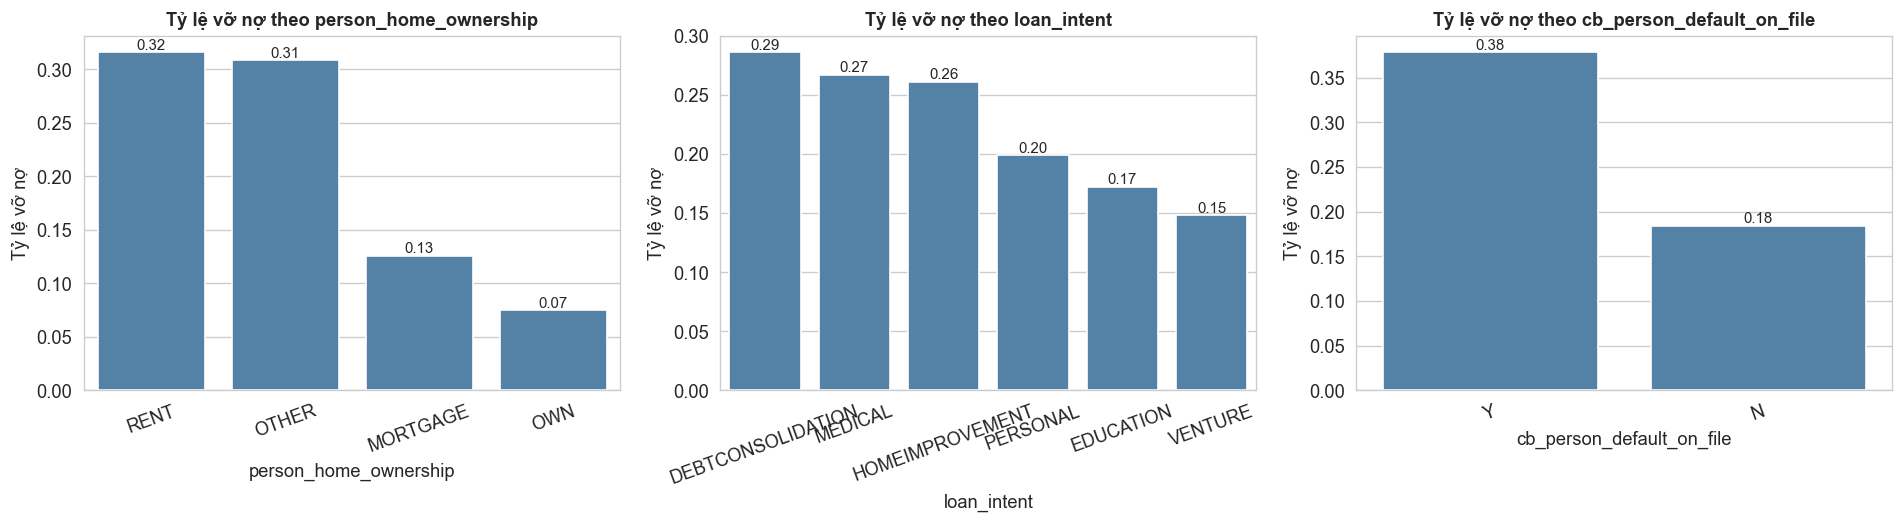 Tỷ lệ vỡ nợ theo person_home_ownership
Tỷ lệ vỡ nợ
0.30
0.25
0.20
0.15
0.10
0.05
0.00
0.32
0.31
0.13
0.07
RENT
OTHER
MORTGAGE
OWN
person_home_ownership
Tỷ lệ vỡ nợ theo loan_intent
Tỷ lệ vỡ nợ
0.30
0.25
0.20
0.15
0.10
0.05
0.00
0.29
0.27
0.26
0.20
0.17
0.15
DEBTCONSOLIDATION
MEDICAL
HOMEIMPROVEMENT
PERSONAL
EDUCATION
VENTURE
loan_intent
Tỷ lệ vỡ nợ theo cb_person_default_on_file
Tỷ lệ vỡ nợ
0.35
0.30
0.25
0.20
0.15
0.10
0.05
0.00
0.38
0.18
Y
N
cb_person_default_on_file